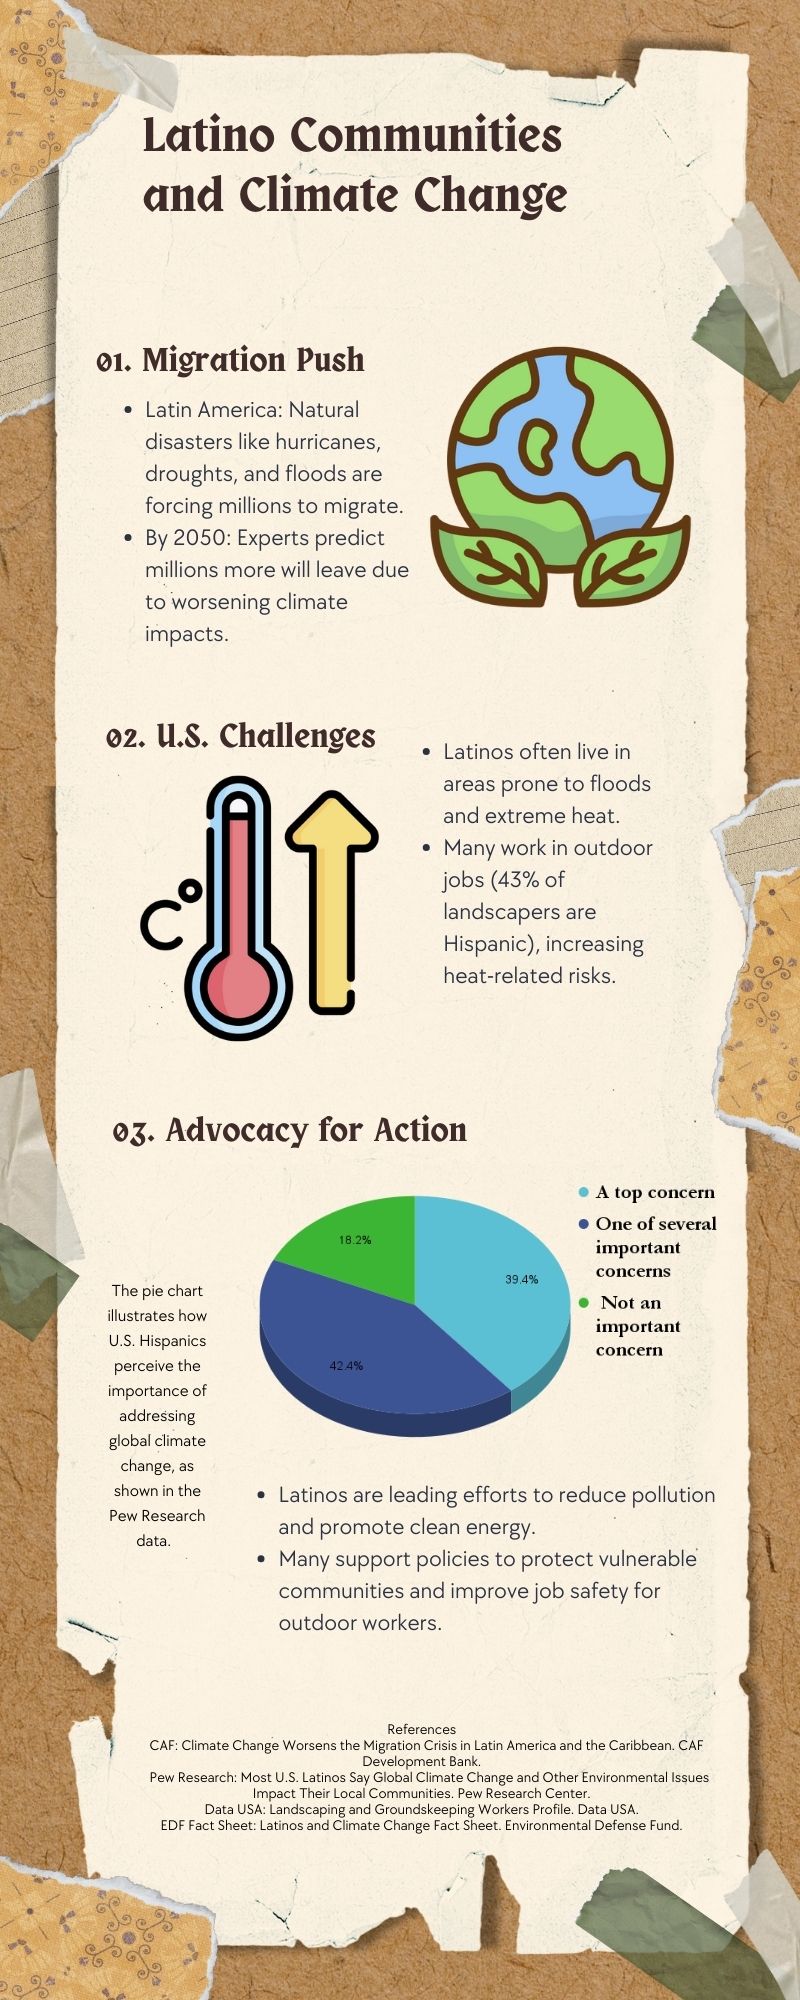 Latino Communities
and Climate Change
01. Migration Push
• Latin America: Natural
disasters like hurricanes,
droughts, and floods are
forcing millions to migrate.
• By 2050: Experts predict
millions more will leave due
to worsening climate
impacts.
02. U.S. Challenges
C°
• Latinos often live in
areas prone to floods
and extreme heat.
• Many work in outdoor
jobs (43% of
landscapers are
Hispanic), increasing
heat-related risks.
03. Advocacy for Action
A top concern
One of several
important
concerns
Not an
important
concern
18.2%
39.4%
42.4%
The pie chart
illustrates how
U.S. Hispanics
perceive the
importance of
addressing
global climate
change, as
shown in the
Pew Research
data.
• Latinos are leading efforts to reduce pollution
and promote clean energy.
• Many support policies to protect vulnerable
communities and improve job safety for
outdoor workers.
References
CAF: Climate Change Worsens the Migration Crisis in Latin America and the Caribbean. CAF
Development Bank.
Pew Research: Most U.S. Latinos Say Global Climate Change and Other Environmental Issues
Impact Their Local Communities. Pew Research Center.
Data USA: Landscaping and Groundskeeping Workers Profile. Data USA.
EDF Fact Sheet: Latinos and Climate Change Fact Sheet. Environmental Defense Fund.